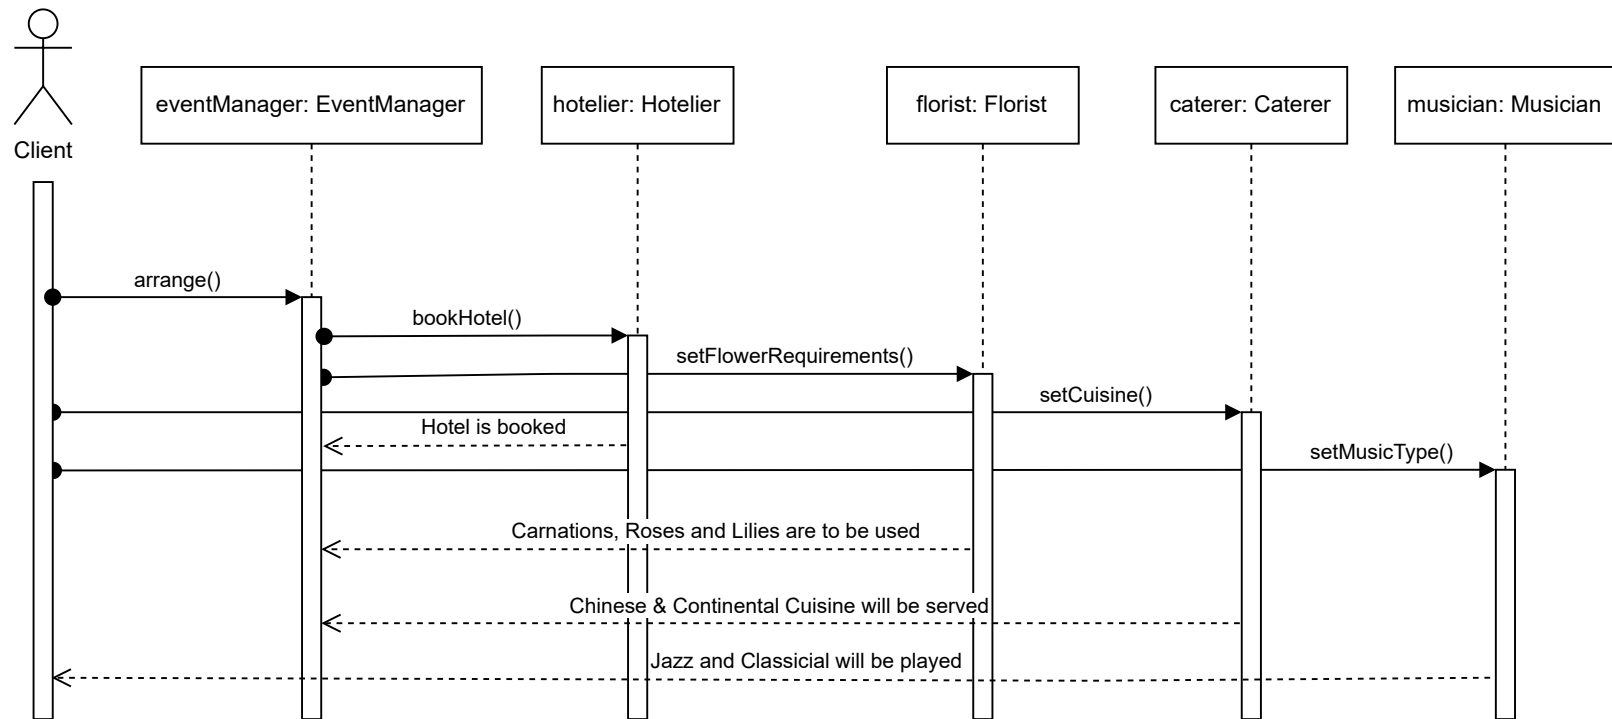 Client
eventManager: EventManager
hotelier: Hotelier
florist: Florist
caterer: Caterer
musician: Musician
arrange()
bookHotel()
setFlowerRequirements()
setCuisine()
Hotel is booked
setMusicType()
Carnations, Roses and Lilies are to be used
Chinese & Continental Cuisine will be served
Jazz and Classicial will be played